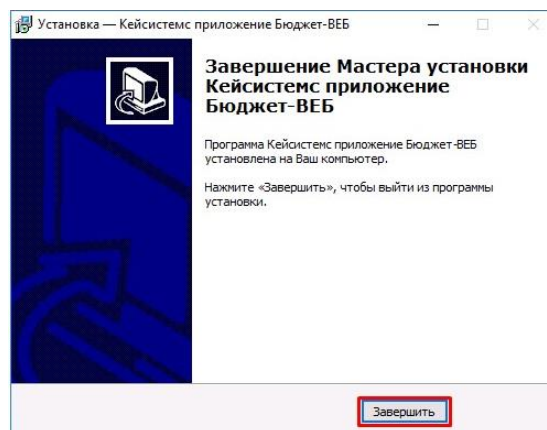 Установка — Кейсистемс приложение Бюджет-ВЕБ
Завершение Мастера установки
Кейсистемс приложение
Бюджет-ВЕБ
Программа Кейсистемс приложение Бюджет-ВЕБ
установлена на Ваш компьютер.
Нажмите «Завершить», чтобы выйти из программы
установки.
Завершить